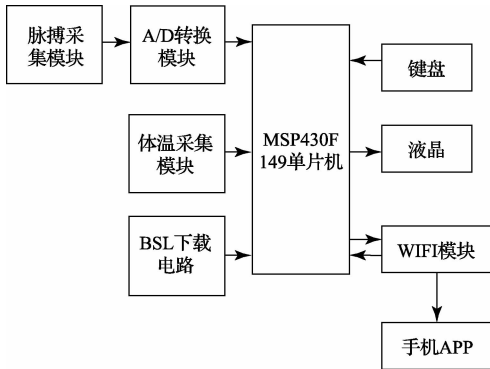 脉搏采
集模块
A/D转换
模块
体温采集
模块
BSL下载
电路
MSP430F
149单片机
键盘
液晶
WIFI模块
手机APP